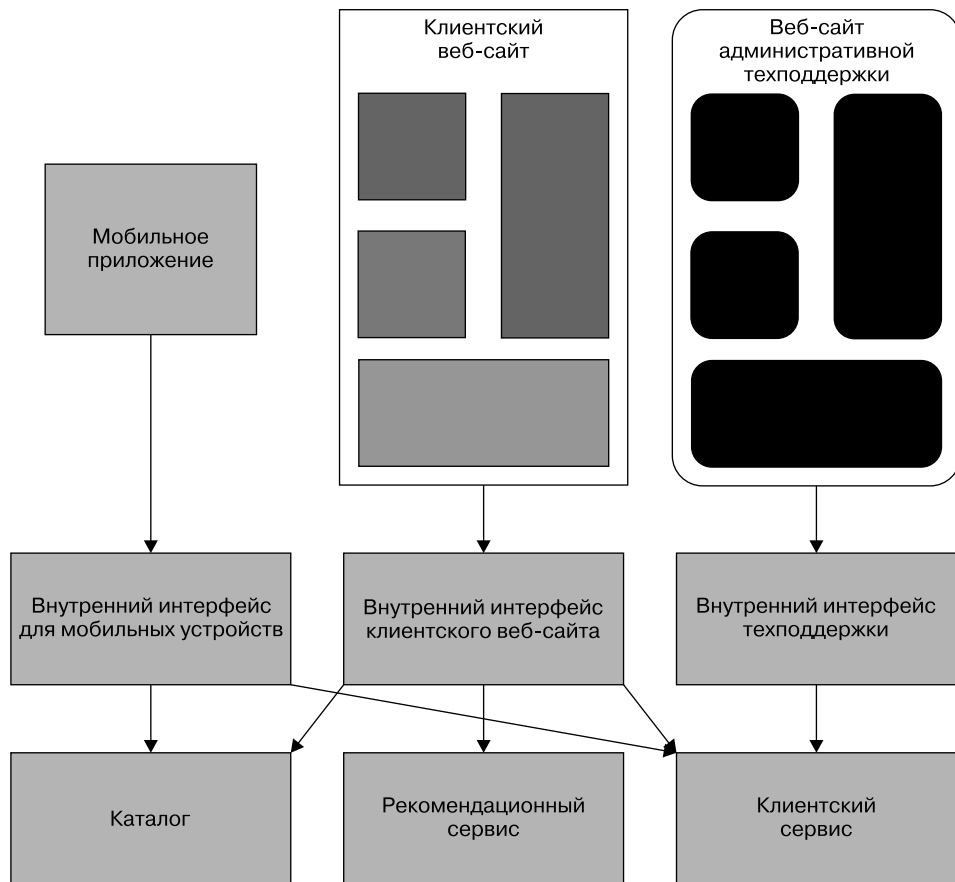 Клиентский
веб-сайт
Веб-сайт
административной
техподдержки
Мобильное
приложение
Внутренний интерфейс
для мобильных устройств
Внутренний интерфейс
клиентского веб-сайта
Внутренний интерфейс
техподдержки
Каталог
Рекомендационный
сервис
Клиентский
сервис